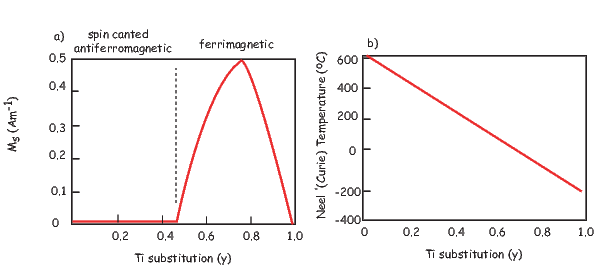 a)
spin canted
antiferromagnetic
ferrimagnetic
0.5
0.4
0.3
0.2
0.1
0
Ms (Am-1)
0.2 0.4 0.6 0.8 1.0
Ti substitution (y)
b)
600
400
200
0
-200
-400
Neel (Curie) Temperature (ºC)
0 0.2 0.4 0.6 0.8 1.0
Ti substitution (y)